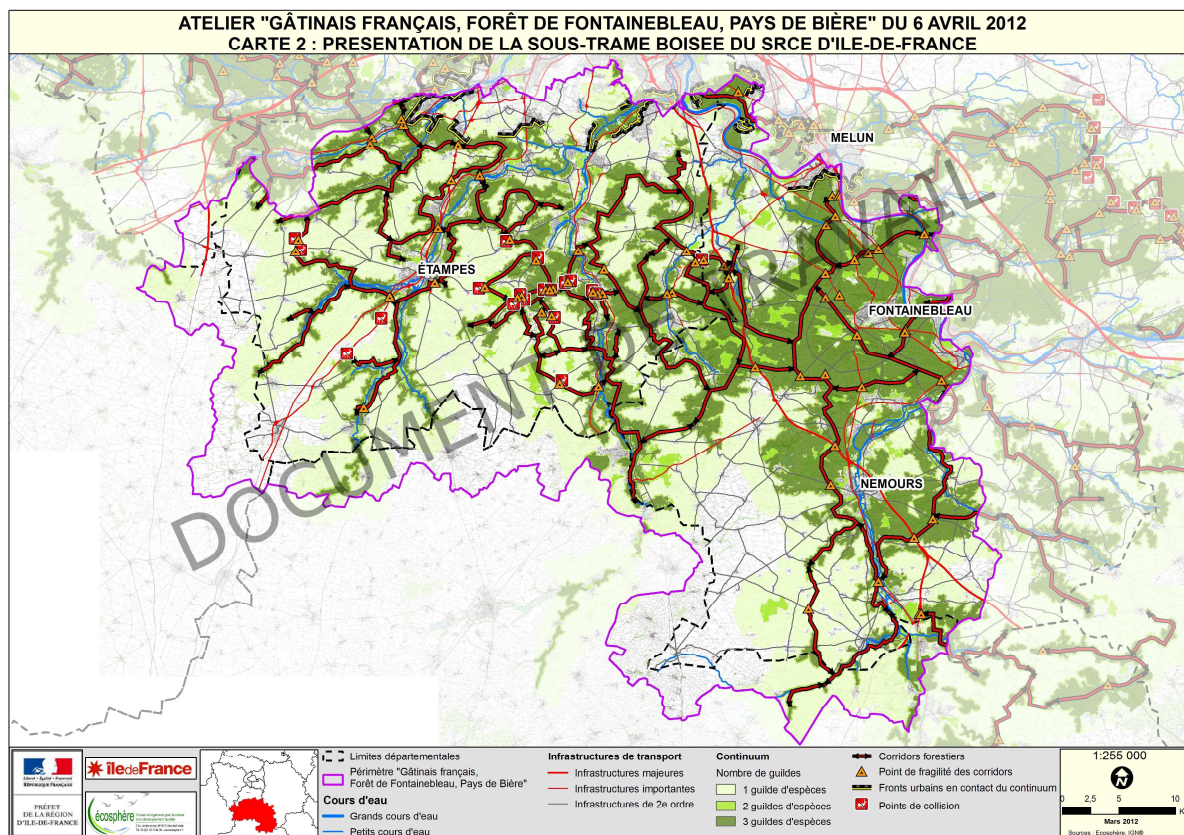 ATELIER "GÂTINAIS FRANÇAIS, FORÊT DE FONTAINEBLEAU, PAYS DE BIÈRE" DU 6 AVRIL 2012
CARTE 2 : PRESENTATION DE LA SOUS-TRAME BOISEE DU SRCE D'ILE-DE-FRANCE
MELUN
ÉTAMPES
FONTAINEBLEAU
NEMOURS
DOCUMENT DE TRAVAIL
RÉPUBLIQUE FRANÇAISE
PRÉFET
DE LA RÉGION
D'ILE-DE-FRANCE
îledeFrance
écosphère
Limites départementales
Périmètre "Gâtinais français,
Forêt de Fontainebleau, Pays de Bière"
Cours d'eau
Grands cours d'eau
Petits cours d'eau
Infrastructures de transport
Infrastructures majeures
Infrastructures importantes
Infrastructures de 2e ordre
Continuum
Nombre de guildes
1 guilde d'espèces
2 guildes d'espèces
3 guildes d'espèces
Corridors forestiers
Point de fragilité des corridors
Fronts urbains en contact du continuum
Points de collision
1:255 000
0 2,5 5 10
K
Mars 2012
Sources : Ecosphère, IGN®